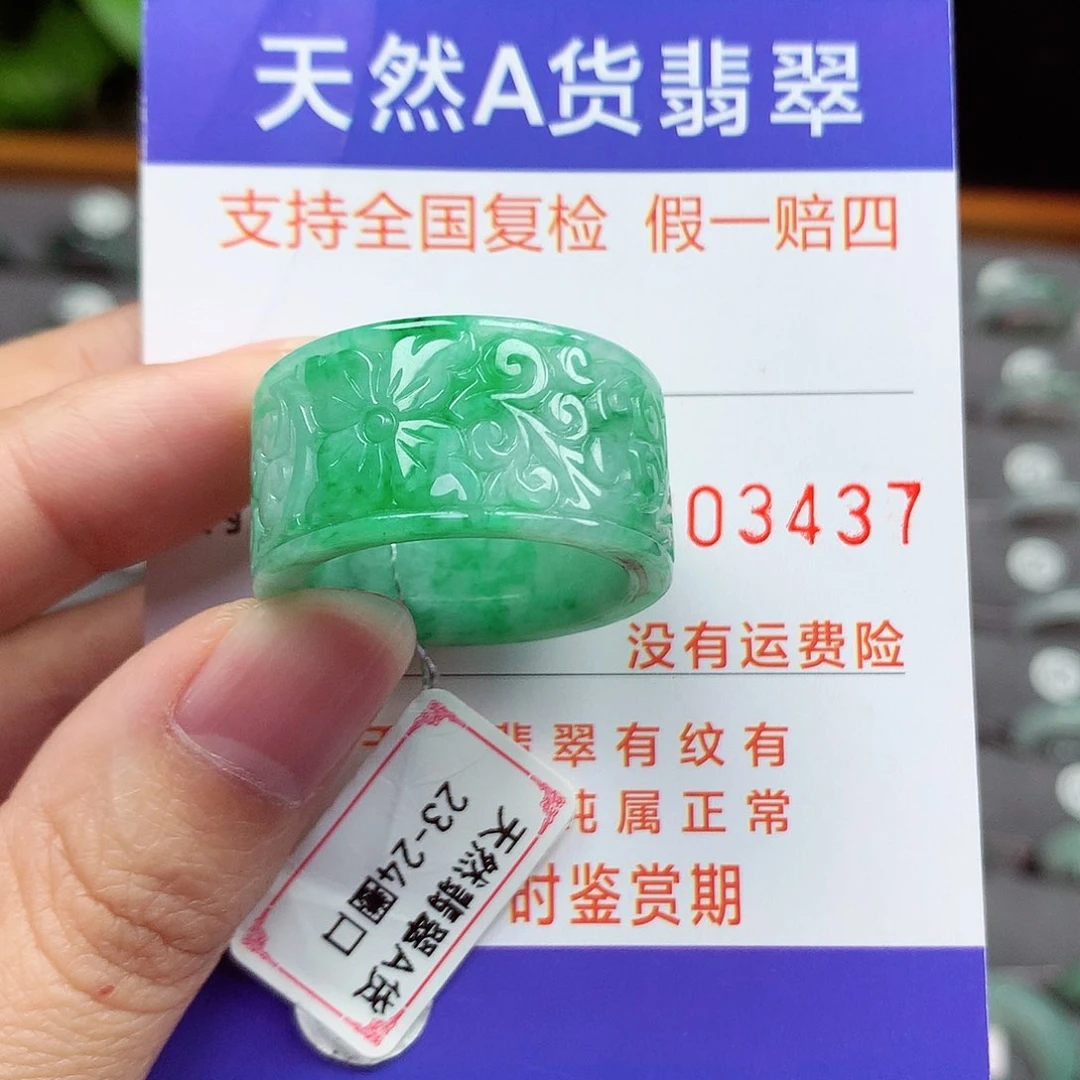 天然A货翡翠
支持全国复检 假一赔四
03437
没有运费险
翡翠有纹有
纯属正常
时鉴赏期
天然翡翠A货
23-24圈口